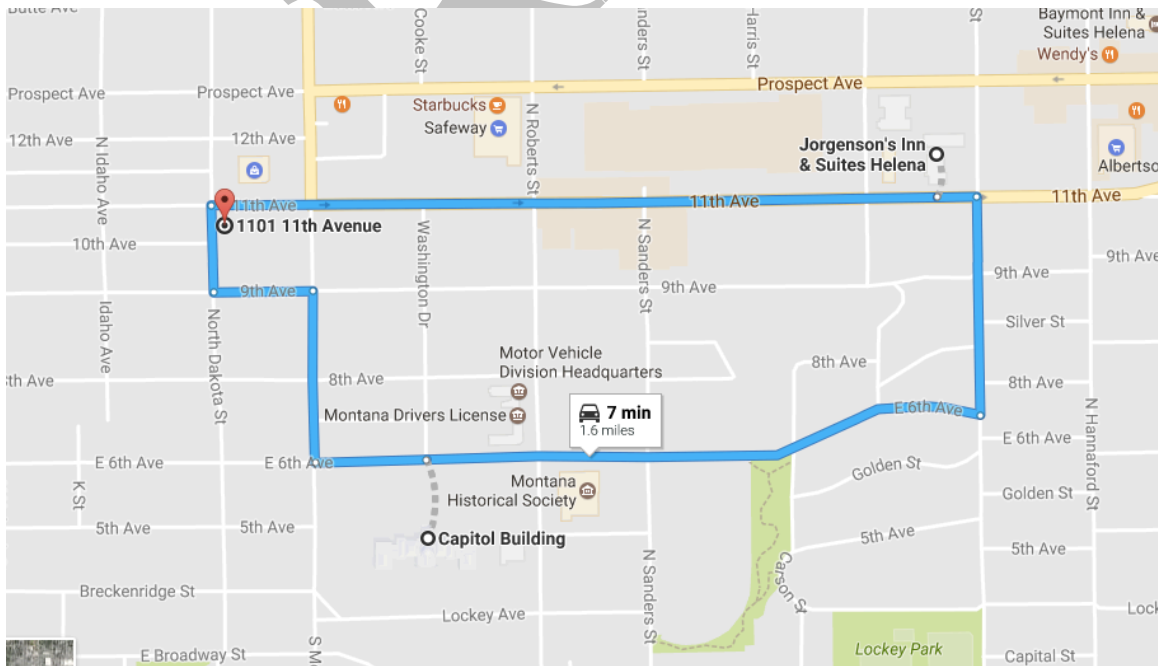 Butte Ave
Cooke St
Sanders St
Harris St
St
Baymont Inn &
Suites Helena
Wendy's
Prospect Ave
Prospect Ave
Prospect Ave
12th Ave
12th Ave
N Idaho Ave
Starbucks
Safeway
N Roberts St
Jorgenson's Inn
& Suites Helena
Albertso
11th Ave
11th Ave
11th Ave
1101 11th Avenue
10th Ave
Washington Dr
N Sanders St
9th Ave
9th Ave
9th Ave
9th Ave
Idaho Ave
North Dakota St
Silver St
Motor Vehicle
Division Headquarters
8th Ave
8th Ave
8th Ave
8th Ave
Montana Drivers License
7 min
1.6 miles
E 6th Ave
N Hannaford St
E 6th Ave
E 6th Ave
E 6th Ave
Golden St
Golden St
K St
Montana
Historical Society
5th Ave
5th Ave
5th Ave
5th Ave
Capitol Building
N Sanders St
Carson St
Breckenridge St
Lockey Ave
Lock
S Mo
E Broadway St
Lockey Park
Capital St